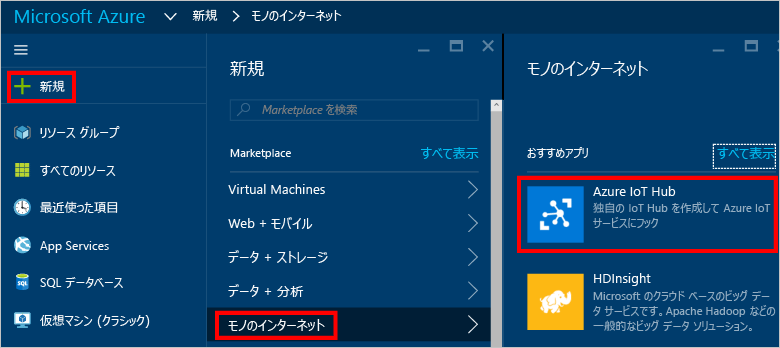 Microsoft Azure 新規 モノのインターネット
新規
リソース グループ
すべてのリソース
最近使った項目
App Services
SQL データベース
仮想マシン (クラシック)
新規
Marketplace を検索
Marketplace すべて表示
Virtual Machines
Web + モバイル
データ + ストレージ
データ + 分析
モノのインターネット
モノのインターネット
おすすめアプリ すべて表示
Azure IoT Hub
独自の IoT Hub を作成して Azure IoT
サービスにフック
HDInsight
Microsoft のクラウド ベースのビッグ デー
タ サービスです。Apache Hadoop などの
一般的なビッグ データ ソリューション。